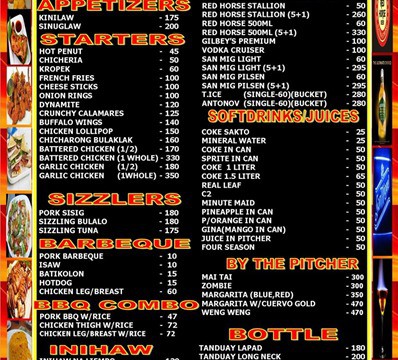 APPETIZERS
KINILAW - 175
SINUGLAW - 200
STARTERS
HOT PENUT - 45
CHICHERIA - 50
KROPEK - 60
FRENCH FRIES - 100
CHEESE STICKS - 100
ONION RINGS - 100
DYNAMITE - 120
CRUNCHY CALAMARES - 125
BUFFALO WINGS - 140
CHICKEN LOLLIPOP - 150
CHICHARONG BULAKLAK - 160
BATTERED CHICKEN (1/2) - 170
BATTERED CHICKEN (1 WHOLE) - 330
GARLIC CHICKEN (1/2) - 180
GARLIC CHICKEN (1WHOLE) - 350
SIZZLERS
PORK SISIG - 180
SIZZLING BULALO - 180
SIZZLING TUNA - 175
BARBEQUE
PORK BARBEQUE - 10
ISAW - 10
BATIKOLON - 15
HOTDOG - 15
CHICKEN LEG/BREAST - 60
BBQ COMBO
PORK BBQ W/RICE - 47
CHICKEN THIGH W/RICK - 72
CHICKEN LEG/BREAST W/RICE - 72
INIHAW
RED HORSE STALLION - 50
RED HORSE STALLION (5+1) - 260
RED HORSE 500ML - 60
RED HORSE 500ML (5+1) - 330
GILBEY'S PREMIUM - 100
VODKA CRUISER - 100
SAN MIG LIGHT - 60
SAN MIG LIGHT (5+1) - 295
SAN MIG PILSEN - 60
SAN MIG PILSEN (5+1) - 295
T.ICE (SINGLE-60)(BUCKET) - 280
ANTONOV (SINGLE-60)(BUCKET) - 280
SOFTDRINKS/JUICES
COKE SAKTO - 25
MINERAL WATER - 25
COKE IN CAN - 50
SPRITE IN CAN - 50
COKE 1 LITER - 50
COKE 1.5 LITER - 65
REAL LEAF - 50
C2 - 50
MINUTE MAID - 50
PINEAPPLE IN CAN - 50
P/ORANGE IN CAN - 50
GINA(MANGO IN CAN) - 50
JUICE IN PITCHER - 50
FOUR SEASON - 50
BY THE PITCHER
MAI TAI - 300
ZOMBIE - 300
MARGARITA (BLUE,RED) - 350
MARGARITA W/CUERVO GOLD - 470
WENG WENG - 470
BOTTLE
TANDUAY LAPAD - 180
TANDUAY LONG NECK - 200